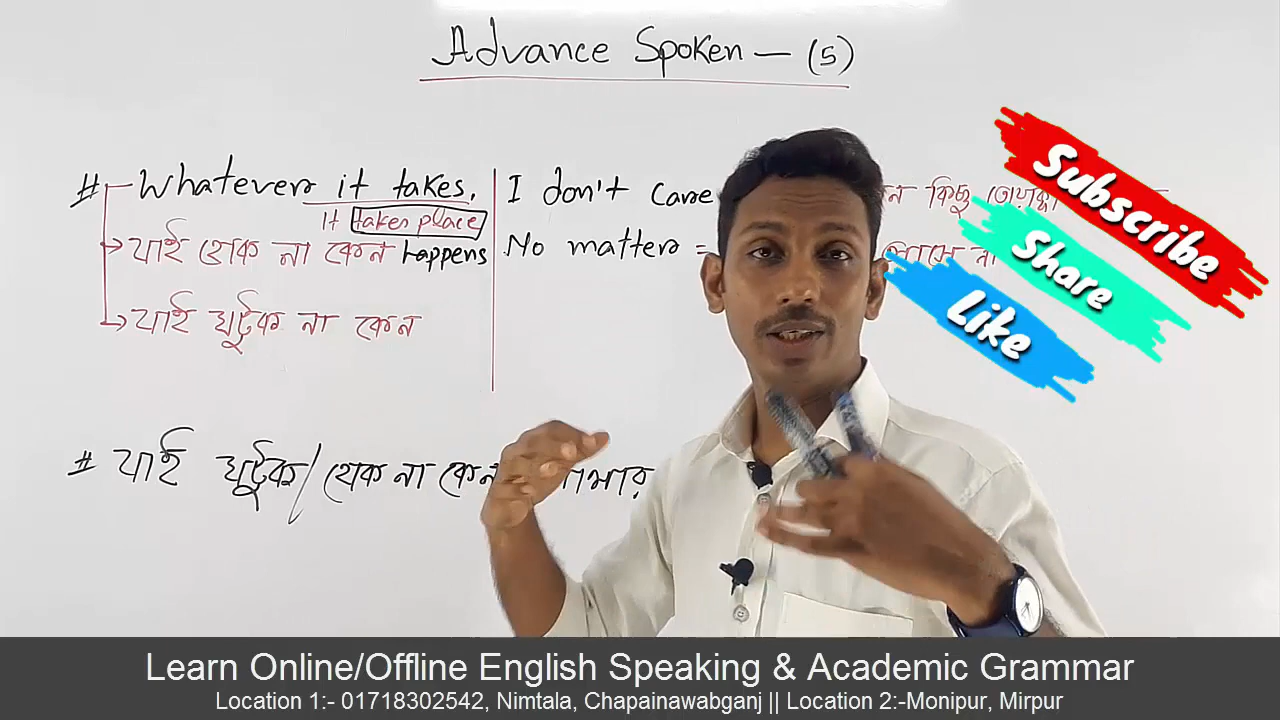 Advance Spoken — (5)
# Whatever it takes.
It takes place
যাই হোক না কেন happens
যাই ঘটুক না কেন
I don't care
কিছু তোয়াক্কা
No matter =
# যাই ঘটুক/হোক না কেন
Subscribe
Share
Like
Learn Online/Offline English Speaking & Academic Grammar
Location 1:- 01718302542, Nimtala, Chapainawabganj || Location 2:-Monipur, Mirpur